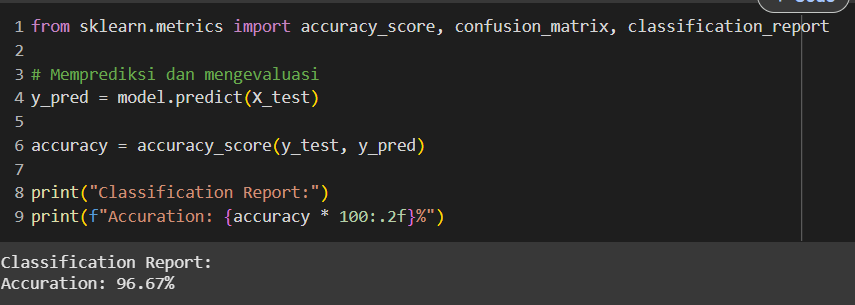 1 from sklearn.metrics import accuracy_score, confusion_matrix, classification_report
2
3 # Memprediksi dan mengevaluasi
4 y_pred = model.predict(X_test)
5
6 accuracy = accuracy_score(y_test, y_pred)
7
8 print("Classification Report:")
9 print(f"Accuration: {accuracy * 100:.2f}%")
Classification Report:
Accuration: 96.67%